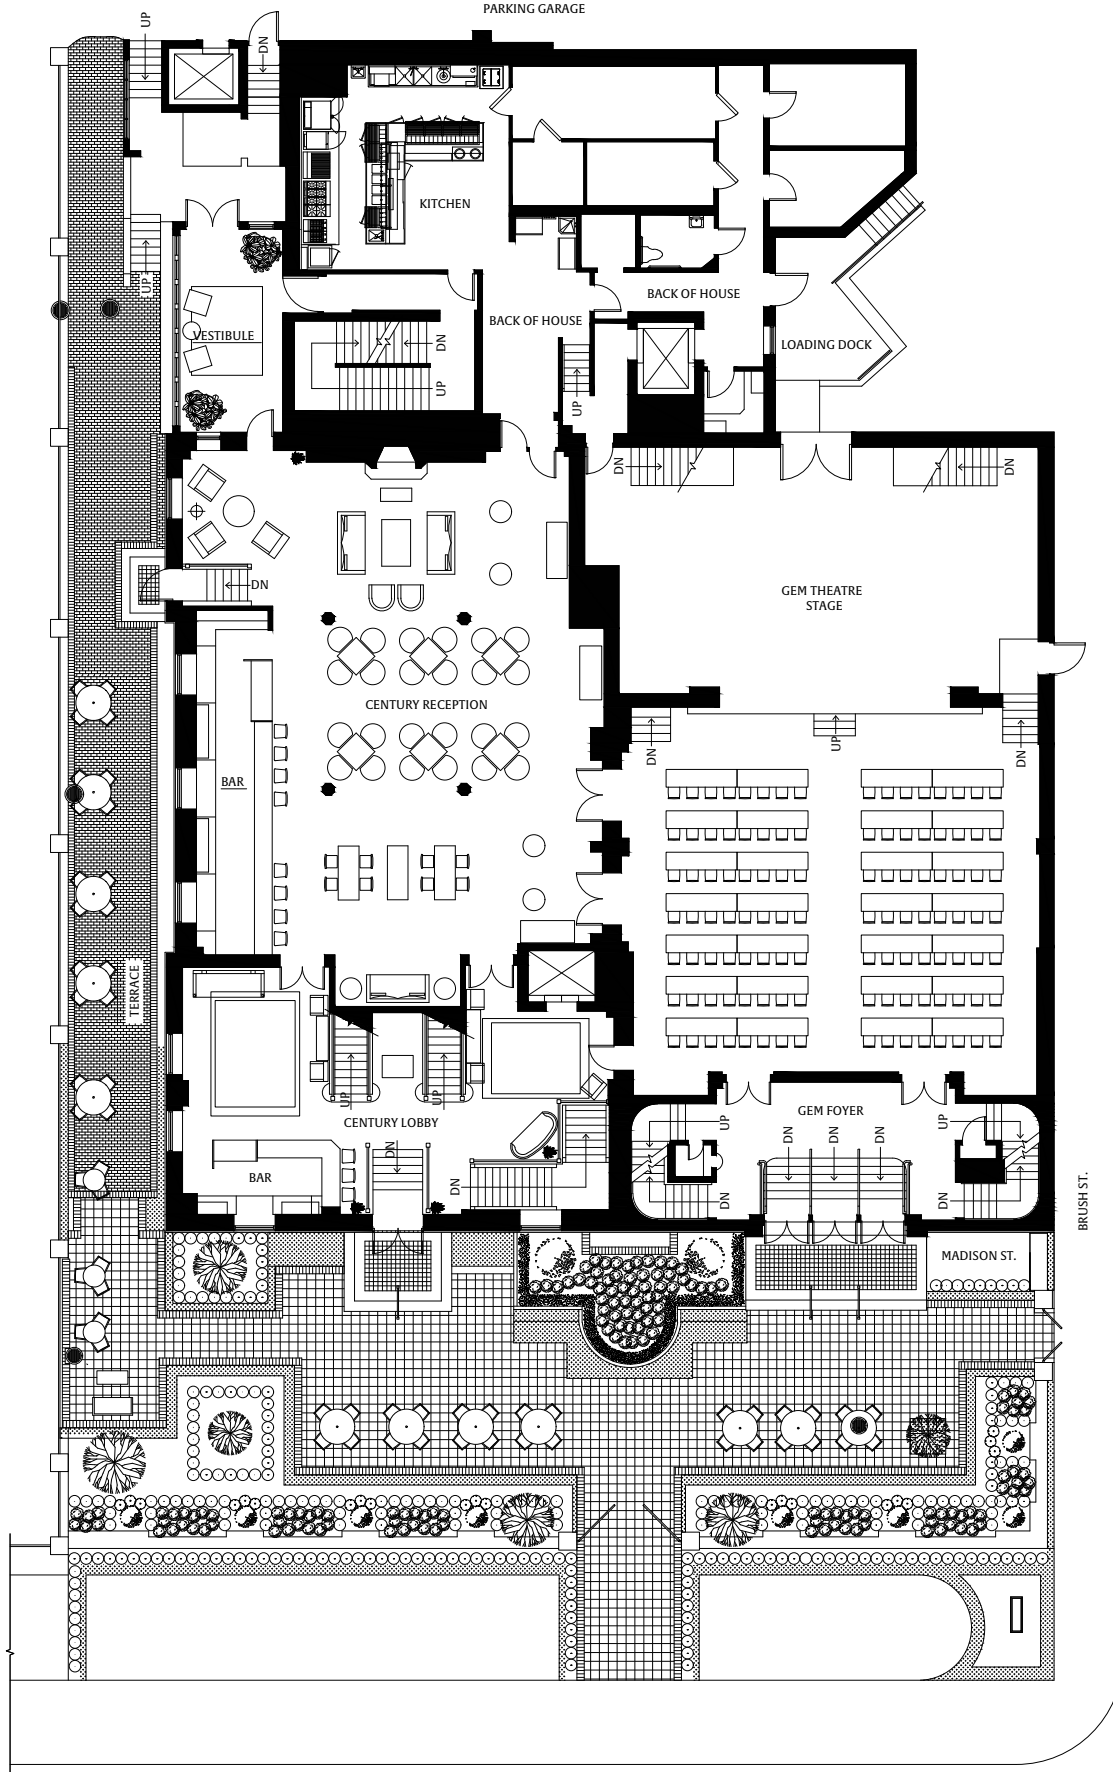 PARKING GARAGE
UP
DN
KITCHEN
UP
BACK OF HOUSE
BACK OF HOUSE
VESTIBULE
DN
LOADING DOCK
UP
UP
DN
DN
DN
GEM THEATRE
STAGE
CENTURY RECEPTION
UP
DN
DN
BAR
TERRACE
UP
UP
GEM FOYER
CENTURY LOBBY
UP
DN
DN
DN
UP
DN
BAR
DN
DN
DN
BRUSH ST.
MADISON ST.